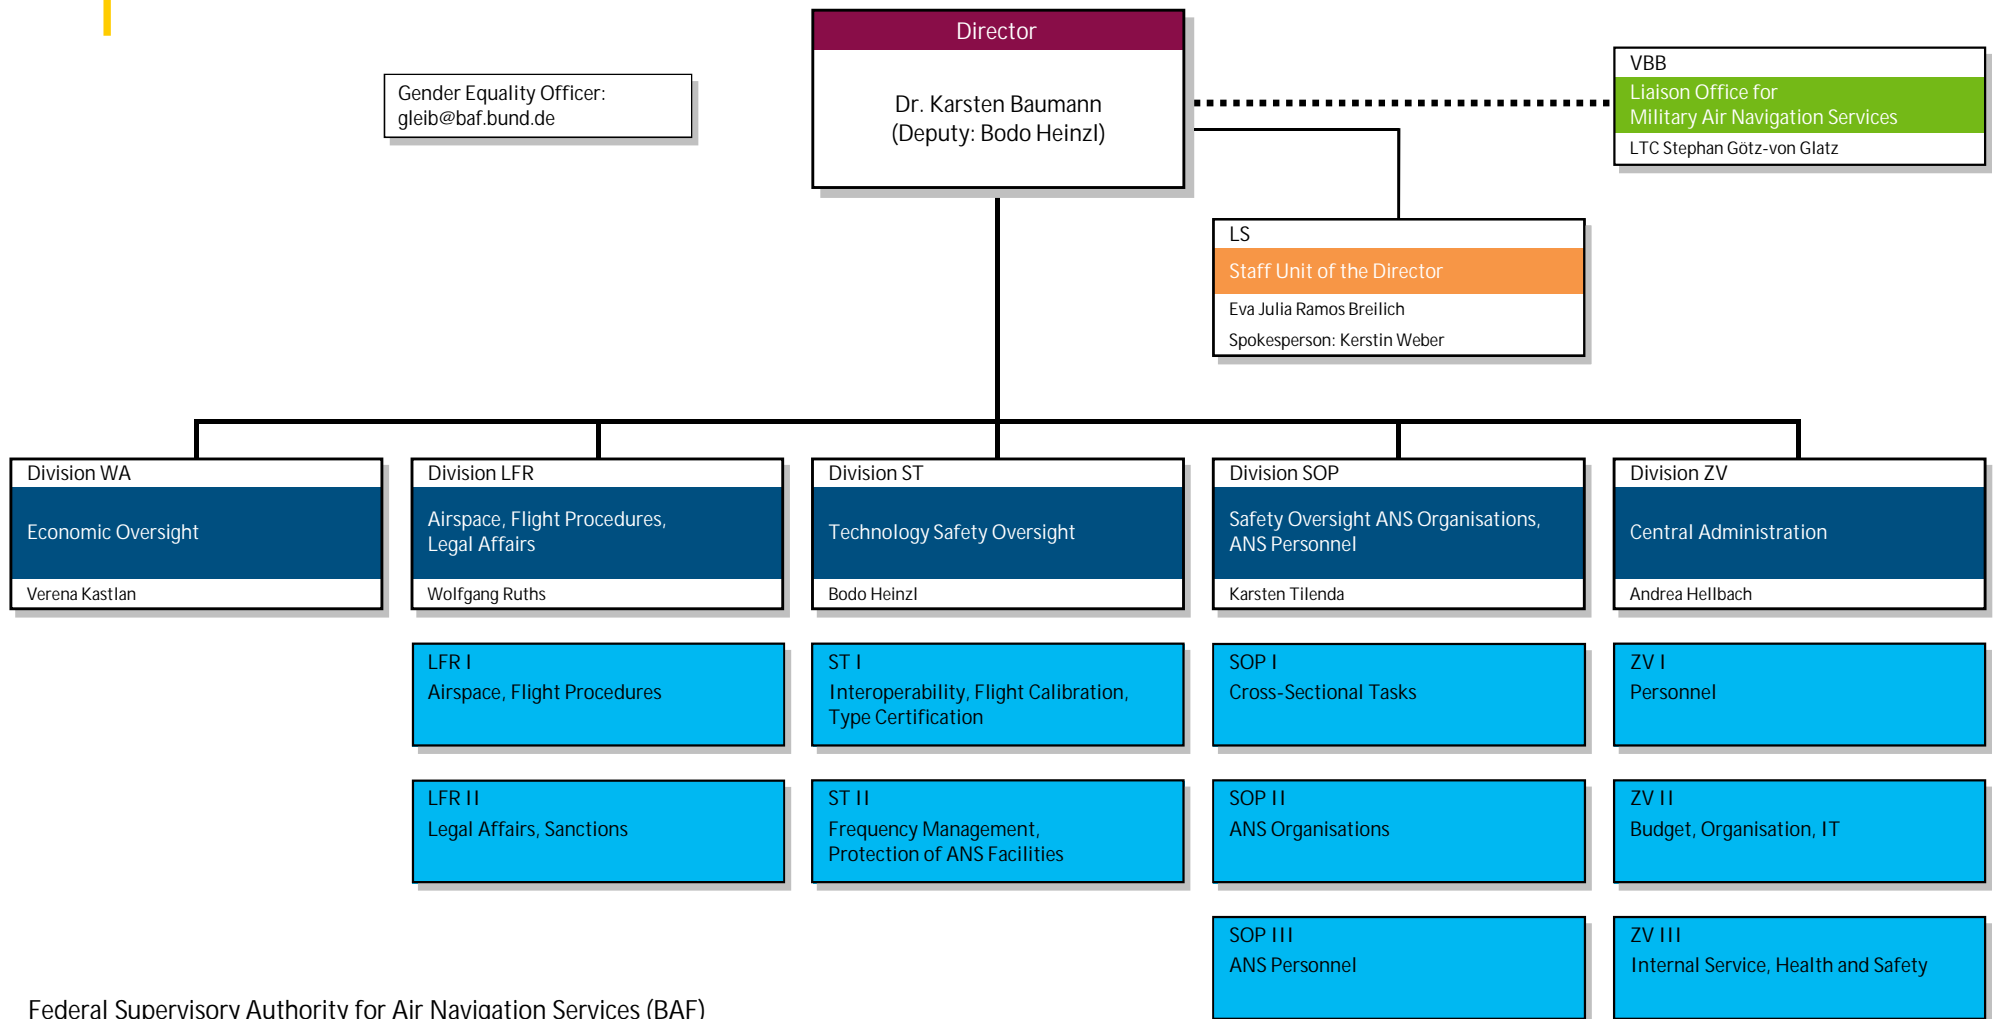 Director
Dr. Karsten Baumann
(Deputy: Bodo Heinzl)
Gender Equality Officer:
gleib@baf.bund.de
VBB
Liaison Office for
Military Air Navigation Services
LTC Stephan Götz-von Glatz
LS
Staff Unit of the Director
Eva Julia Ramos Breilich
Spokesperson: Kerstin Weber
Division WA
Economic Oversight
Verena Kastlan
Division LFR
Airspace, Flight Procedures,
Legal Affairs
Wolfgang Ruths
LFR I
Airspace, Flight Procedures
LFR II
Legal Affairs, Sanctions
Division ST
Technology Safety Oversight
Bodo Heinzl
ST I
Interoperability, Flight Calibration,
Type Certification
ST II
Frequency Management,
Protection of ANS Facilities
Division SOP
Safety Oversight ANS Organisations,
ANS Personnel
Karsten Tilenda
SOP I
Cross-Sectional Tasks
SOP II
ANS Organisations
SOP III
ANS Personnel
Division ZV
Central Administration
Andrea Hellbach
ZV I
Personnel
ZV II
Budget, Organisation, IT
ZV III
Internal Service, Health and Safety
Federal Supervisory Authority for Air Navigation Services (BAF)